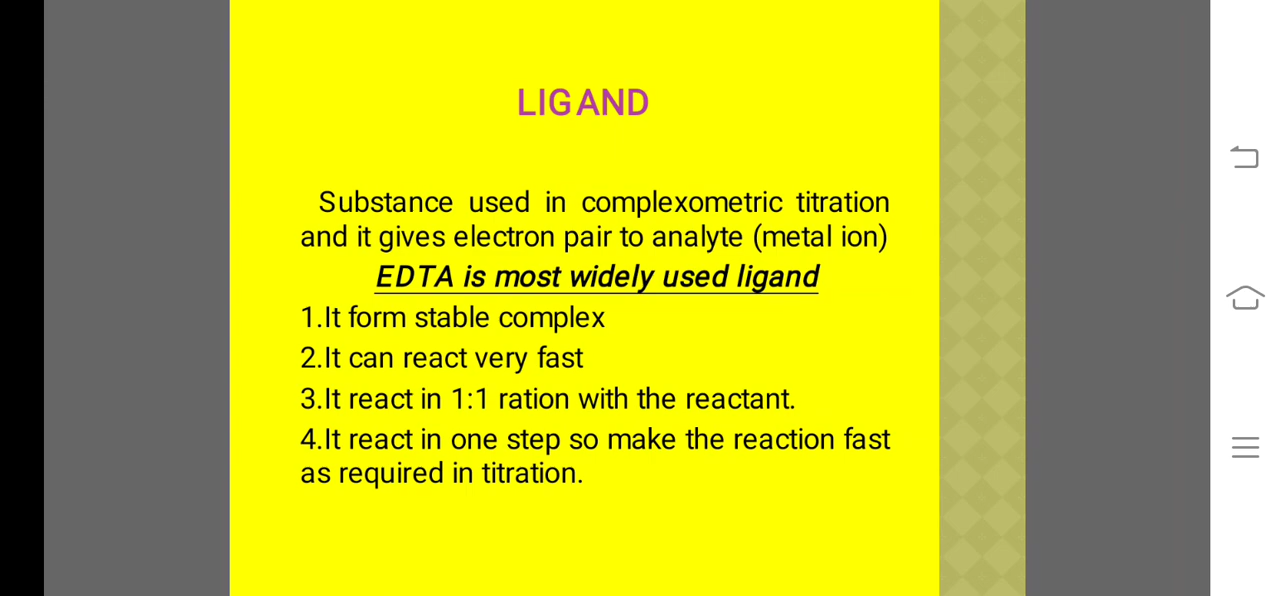 LIGAND
Substance used in complexometric titration
and it gives electron pair to analyte (metal ion)
EDTA is most widely used ligand
1.It form stable complex
2.It can react very fast
3.It react in 1:1 ration with the reactant.
4.It react in one step so make the reaction fast
as required in titration.